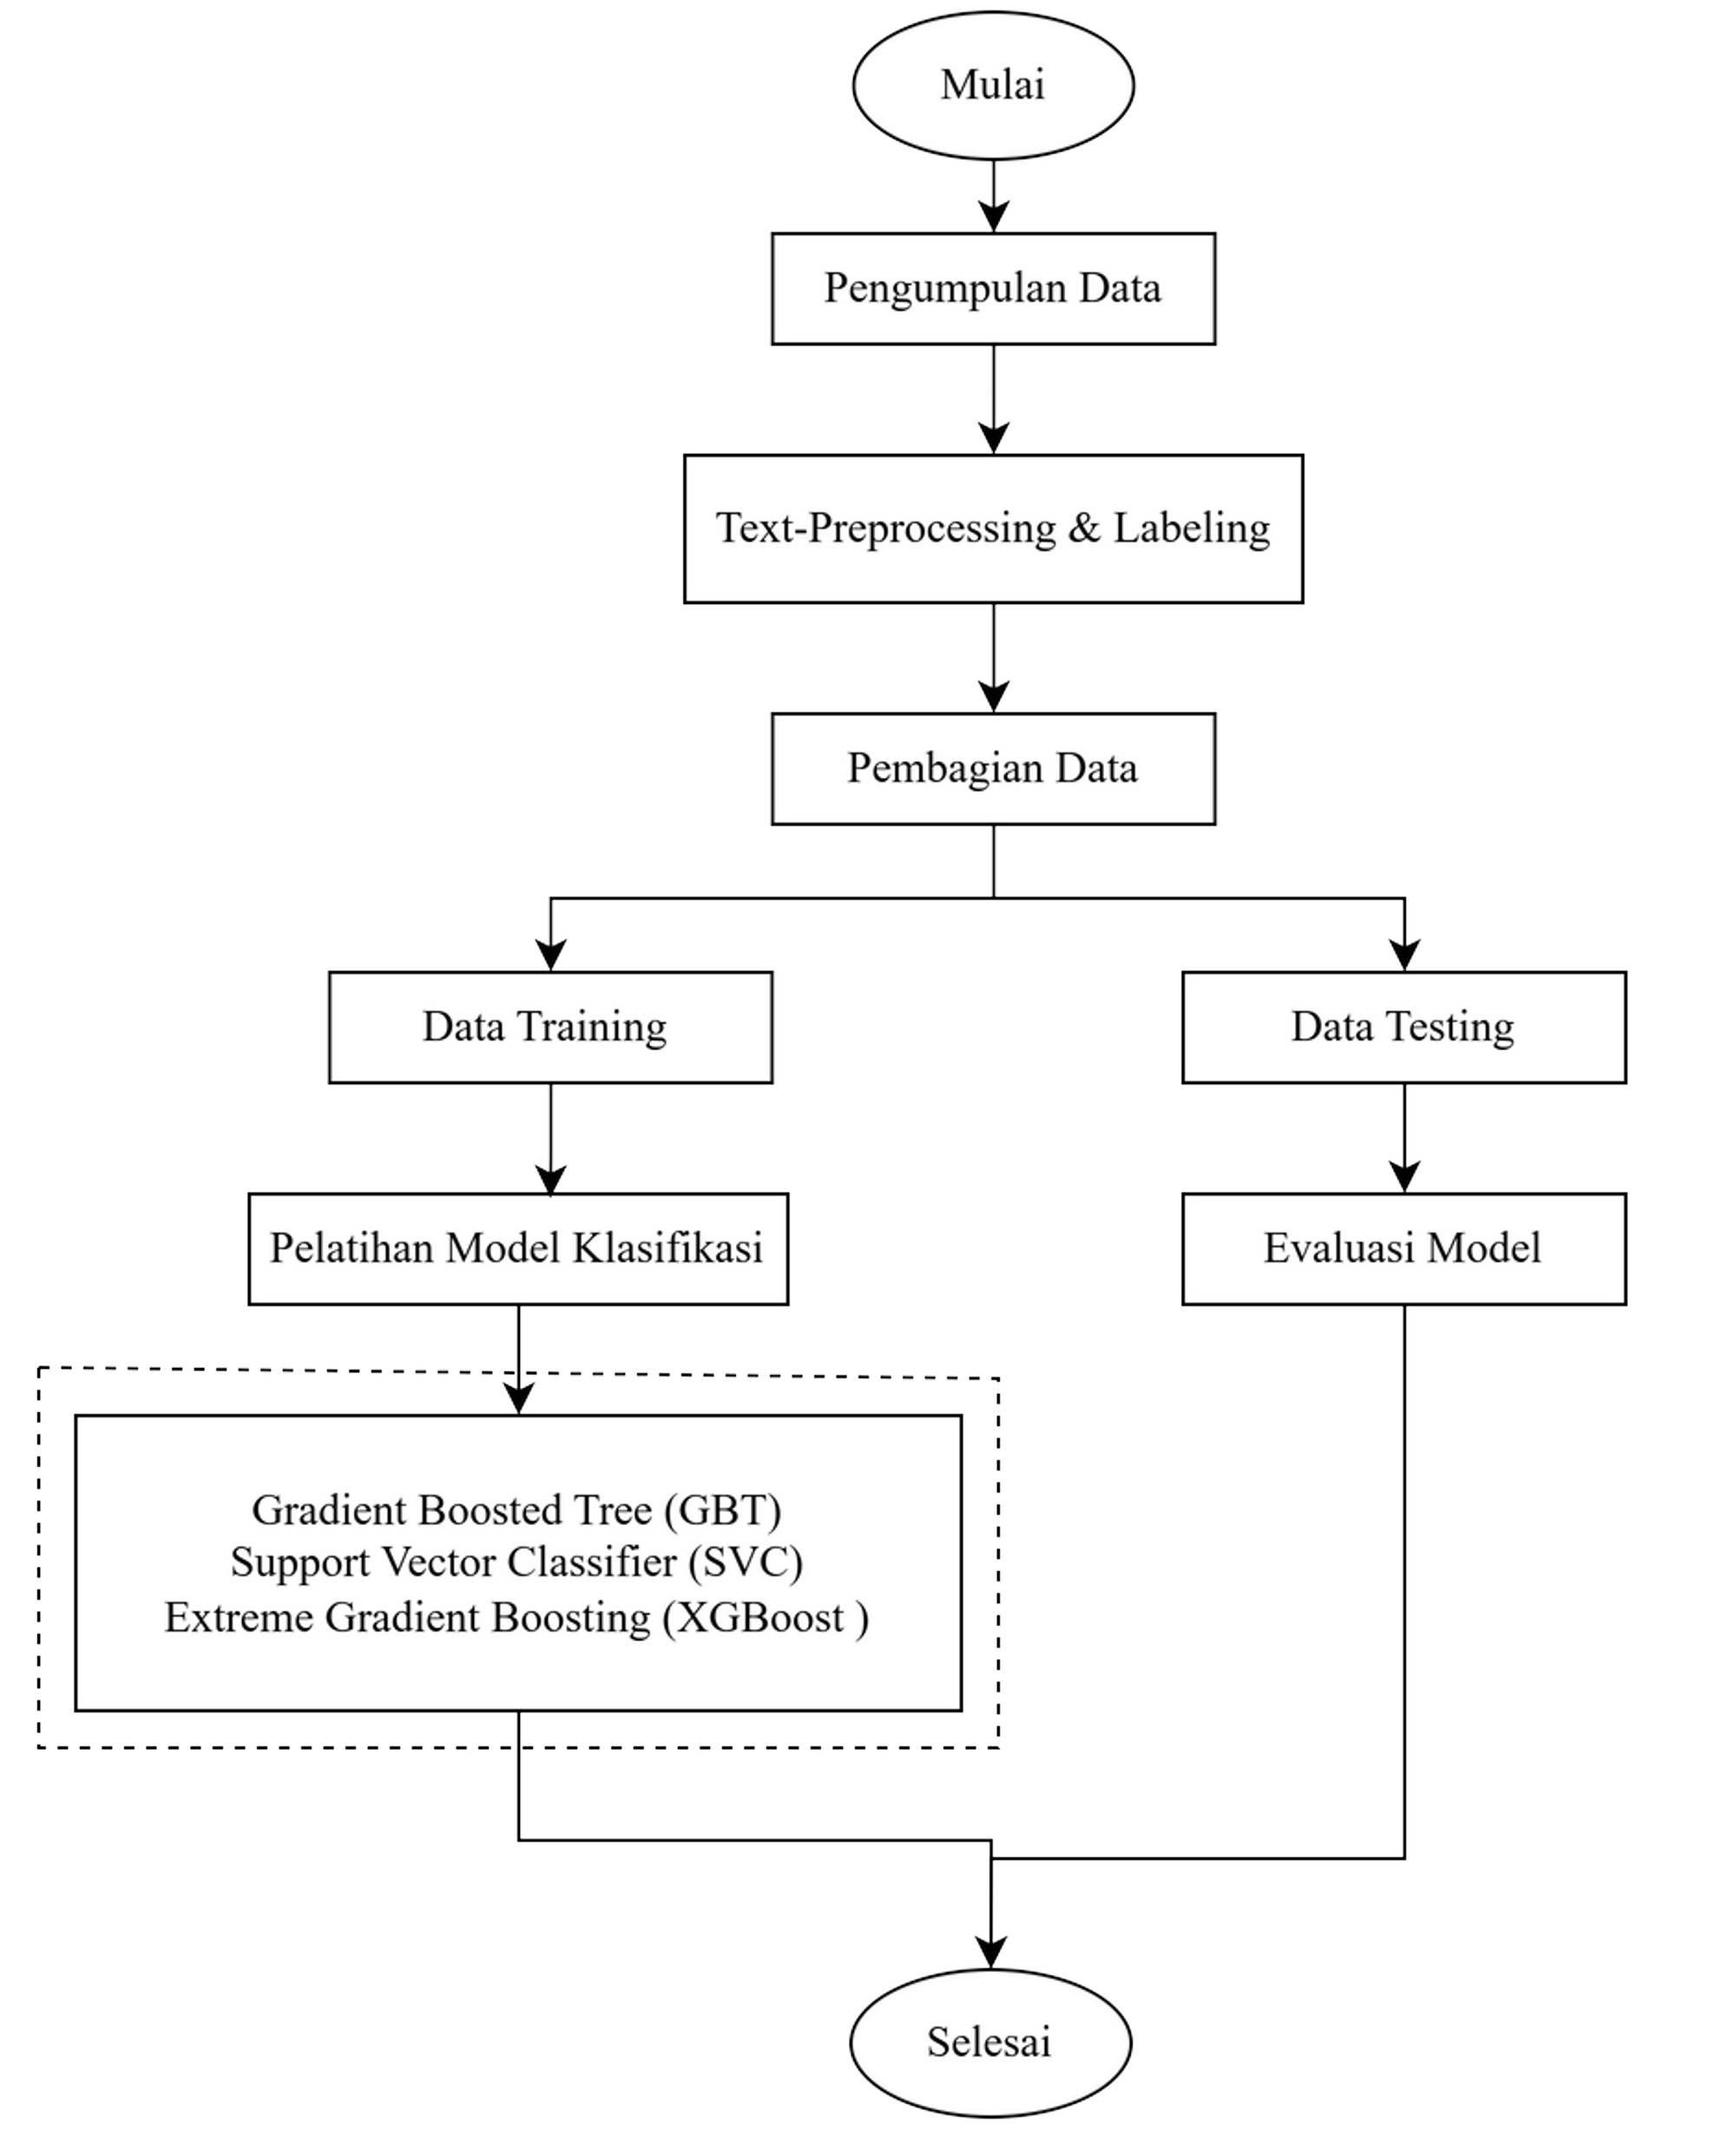 Mulai
Pengumpulan Data
Text-Preprocessing & Labeling
Pembagian Data
Data Training
Data Testing
Pelatihan Model Klasifikasi
Evaluasi Model
Gradient Boosted Tree (GBT)
Support Vector Classifier (SVC)
Extreme Gradient Boosting (XGBoost )
Selesai